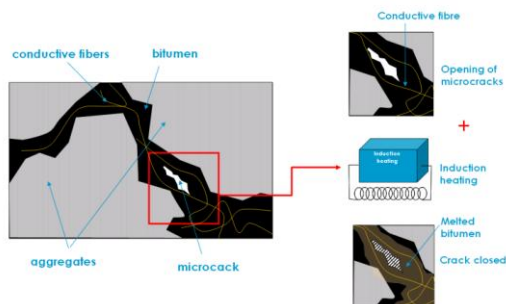 conductive fibers
bitumen
aggregates
microcack
Conductive fibre
Opening of
microcracks
+
Induction
heating
Induction
heating
Melted
bitumen
Crack closed